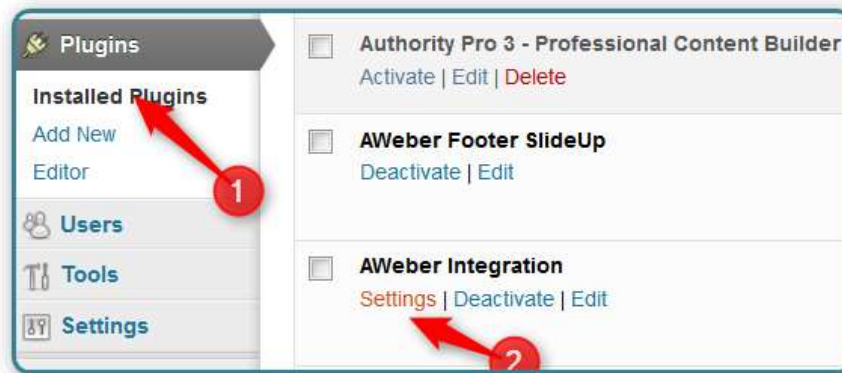 Plugins
Installed Plugins
Add New
Editor
1
Users
Tools
Settings
Authority Pro 3 - Professional Content Builder
Activate | Edit | Delete
AWeber Footer SlideUp
Deactivate | Edit
AWeber Integration
Settings | Deactivate | Edit
2